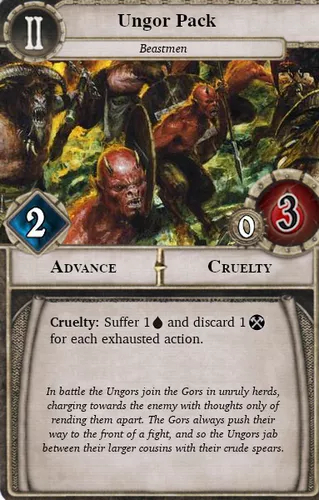 II
Ungor Pack
Beastmen
2
0
3
Advance
Cruelty
Cruelty: Suffer 1 and discard 1
for each exhausted action.
In battle the Ungors join the Gors in unruly herds,
charging towards the enemy with thoughts only of
rending them apart. The Gors always push their
way to the front of a fight, and so the Ungors jab
between their larger cousins with their crude spears.